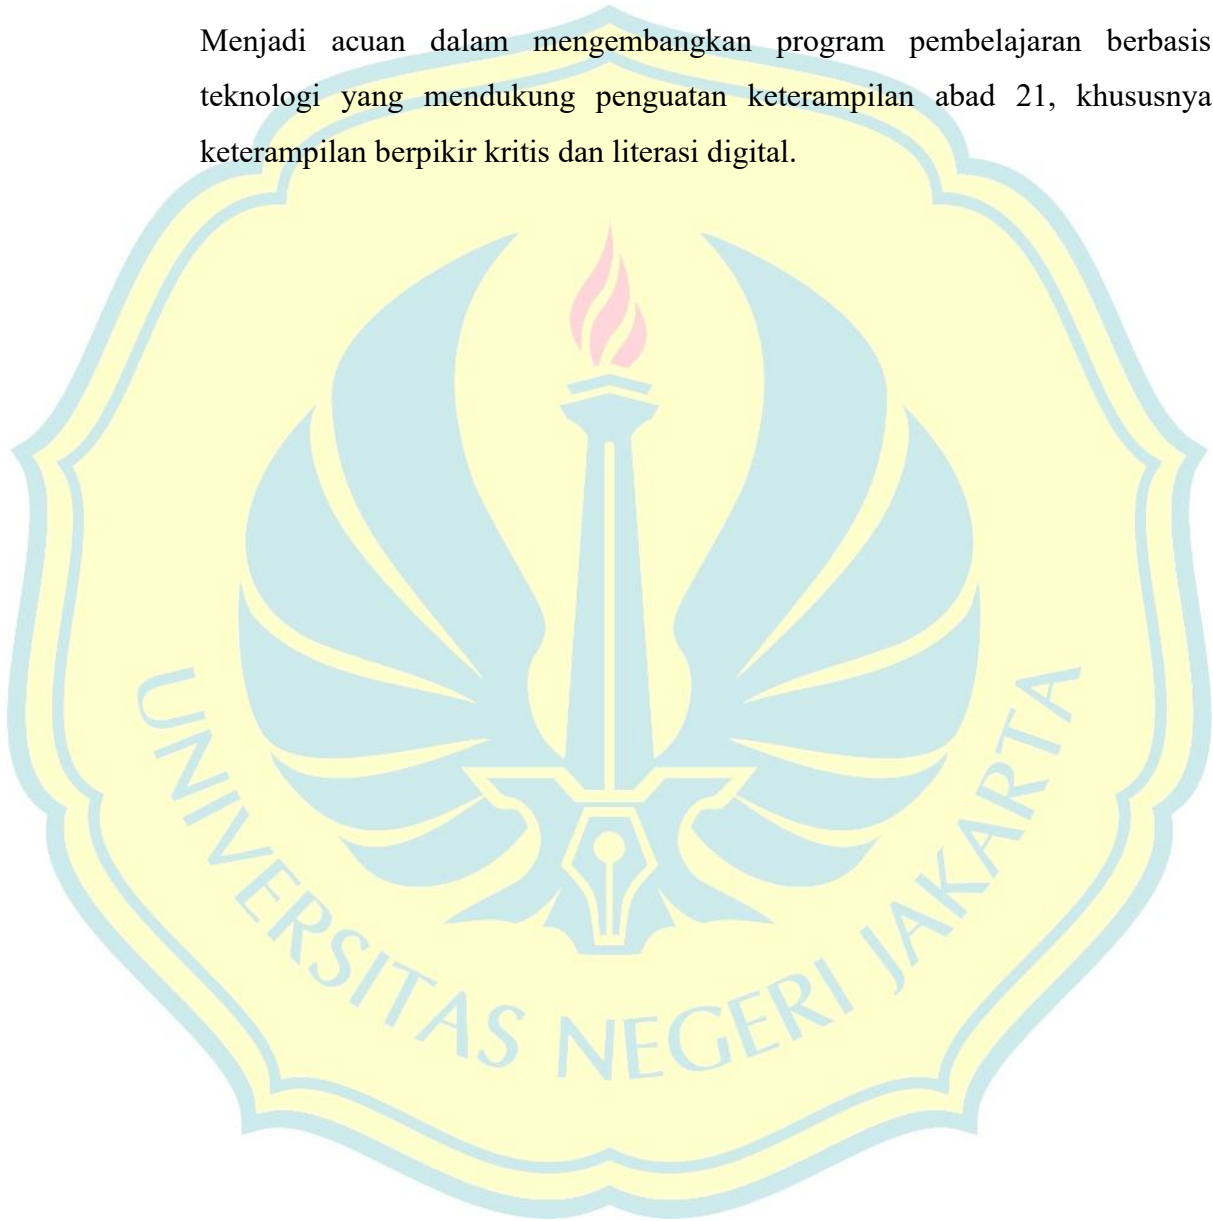 Menjadi acuan dalam mengembangkan program pembelajaran berbasis
teknologi yang mendukung penguatan keterampilan abad 21, khususnya
keterampilan berpikir kritis dan literasi digital.
UNIVERSITAS NEGERI JAKARTA